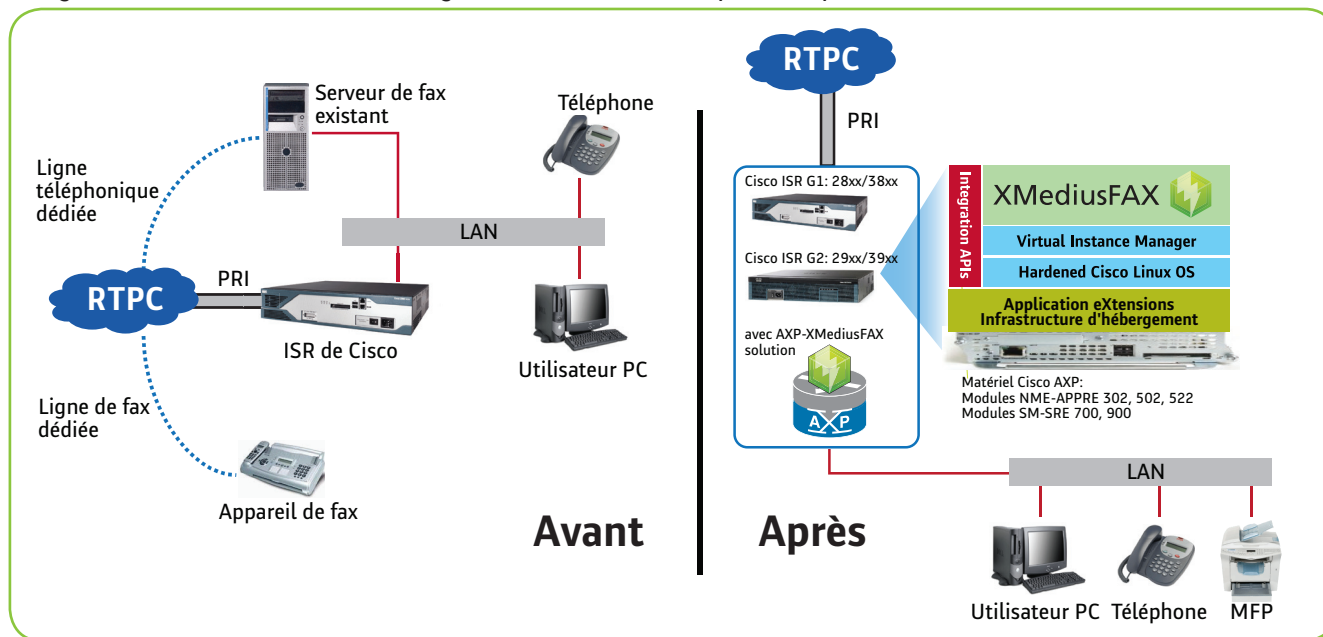 Serveur de fax
existant
Téléphone
Ligne
téléphonique
dédiée
LAN
PRI
RTPC
ISR de Cisco
Utilisateur PC
Ligne de fax
dédiée
Appareil de fax
Avant
RTPC
PRI
Cisco ISR G1: 28xx/38xx
Cisco ISR G2: 29xx/39xx
avec AXP-XMediusFAX
solution
A X P
Integration APIs
XMediusFAX
Virtual Instance Manager
Hardened Cisco Linux OS
Application eXtensions
Infrastructure d'hébergement
Matériel Cisco AXP:
Modules NME-APPRE 302, 502, 522
Modules SM-SRE 700, 900
LAN
Après
Utilisateur PC
Téléphone
MFP